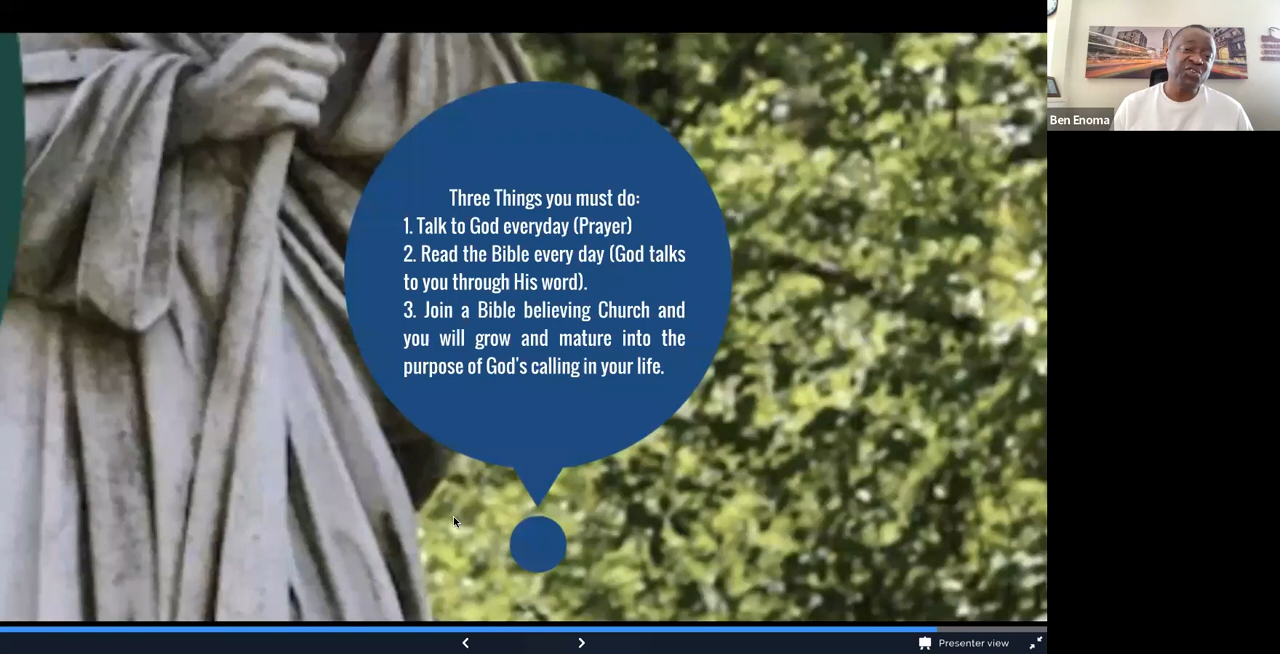 Three Things you must do:
1. Talk to God everyday (Prayer)
2. Read the Bible every day (God talks
to you through His word).
3. Join a Bible believing Church and
you will grow and mature into the
purpose of God's calling in your life.
Ben Enoma
Presenter view